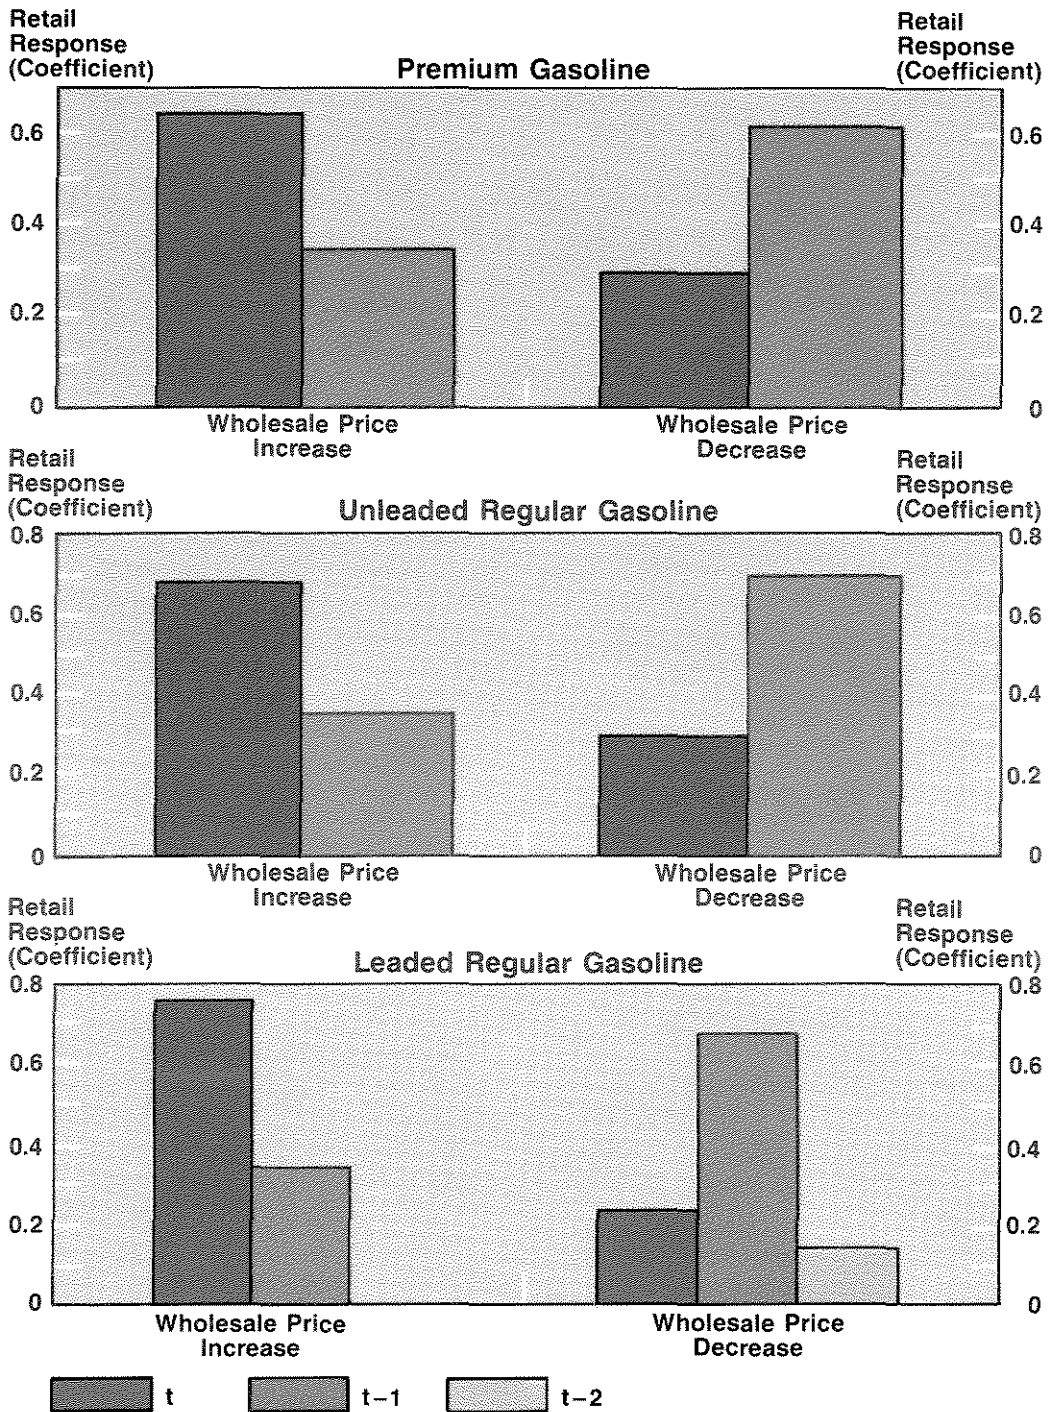 Retail
Response
(Coefficient)
Premium Gasoline
Retail
Response
(Coefficient)
0.6
0.4
0.2
0
0.6
0.4
0.2
0
Wholesale Price
Increase
Wholesale Price
Decrease
Retail
Response
(Coefficient)
Unleaded Regular Gasoline
Retail
Response
(Coefficient)
0.8
0.6
0.4
0.2
0
0.8
0.6
0.4
0.2
0
Wholesale Price
Increase
Wholesale Price
Decrease
Retail
Response
(Coefficient)
Leaded Regular Gasoline
Retail
Response
(Coefficient)
0.8
0.6
0.4
0.2
0
0.8
0.6
0.4
0.2
0
Wholesale Price
Increase
Wholesale Price
Decrease
t
t-1
t-2